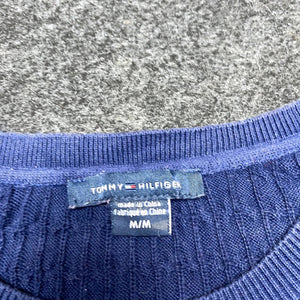 TOMMY HILFIGER
made in China
fabriqué en Chine
M/M